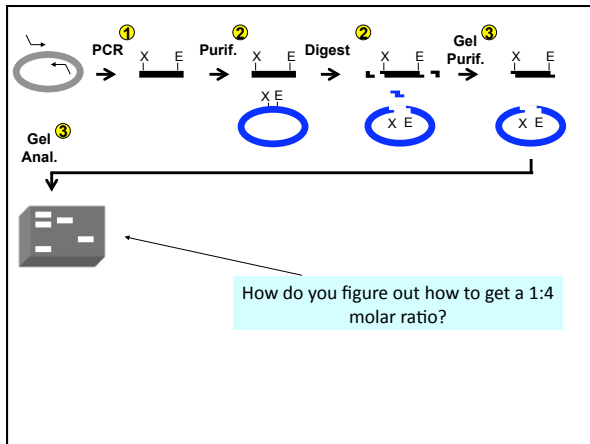 1 2 2 Gel 3
PCR Purif. Digest Purif.
X E X E X E X E
X E
X E X E
Gel 3
Anal.
How do you figure out how to get a 1:4
molar ratio?